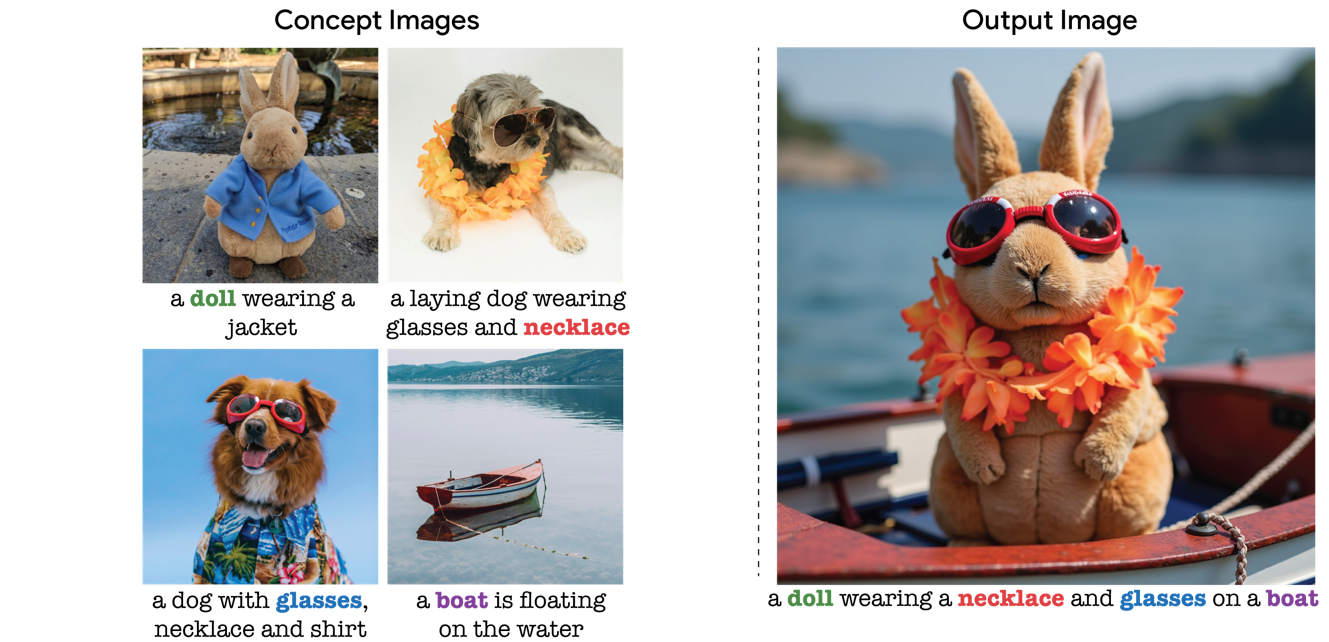 Concept Images
Output Image
a doll wearing a
jacket
a laying dog wearing
glasses and necklace
a dog with glasses,
necklace and shirt
a boat is floating
on the water
a doll wearing a necklace and glasses on a boat